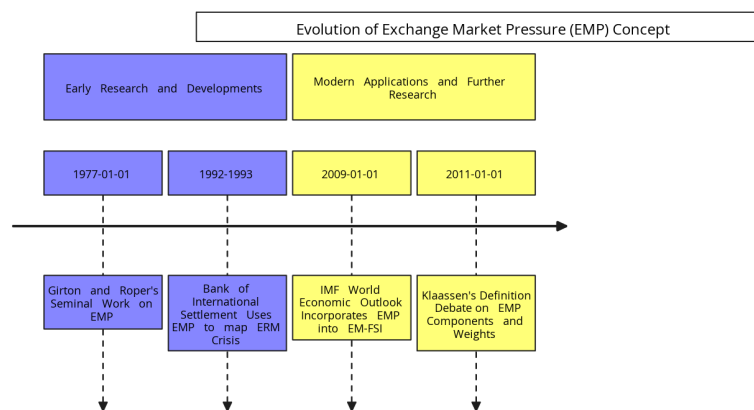 Evolution of Exchange Market Pressure (EMP) Concept
Early Research and Developments
Modern Applications and Further
Research
1977-01-01
1992-1993
2009-01-01
2011-01-01
Girton and Roper's
Seminal Work on
EMP
Bank of
International
Settlement Uses
EMP to map ERM
Crisis
IMF World
Economic Outlook
Incorporates EMP
into EM-FSI
Klaassen's Definition
Debate on EMP
Components and
Weights